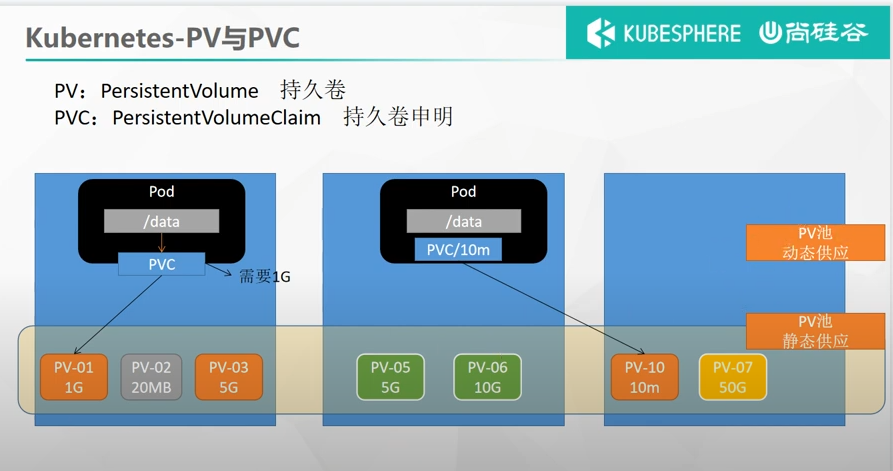 Kubernetes-PV与PVC
KUBESPHERE
尚硅谷
PV：PersistentVolume 持久卷
PVC：PersistentVolumeClaim 持久卷申明
Pod
/data
PVC
需要1G
Pod
/data
PVC/10m
PV池
动态供应
PV池
静态供应
PV-01
1G
PV-02
20MB
PV-03
5G
PV-05
5G
PV-06
10G
PV-10
10m
PV-07
50G